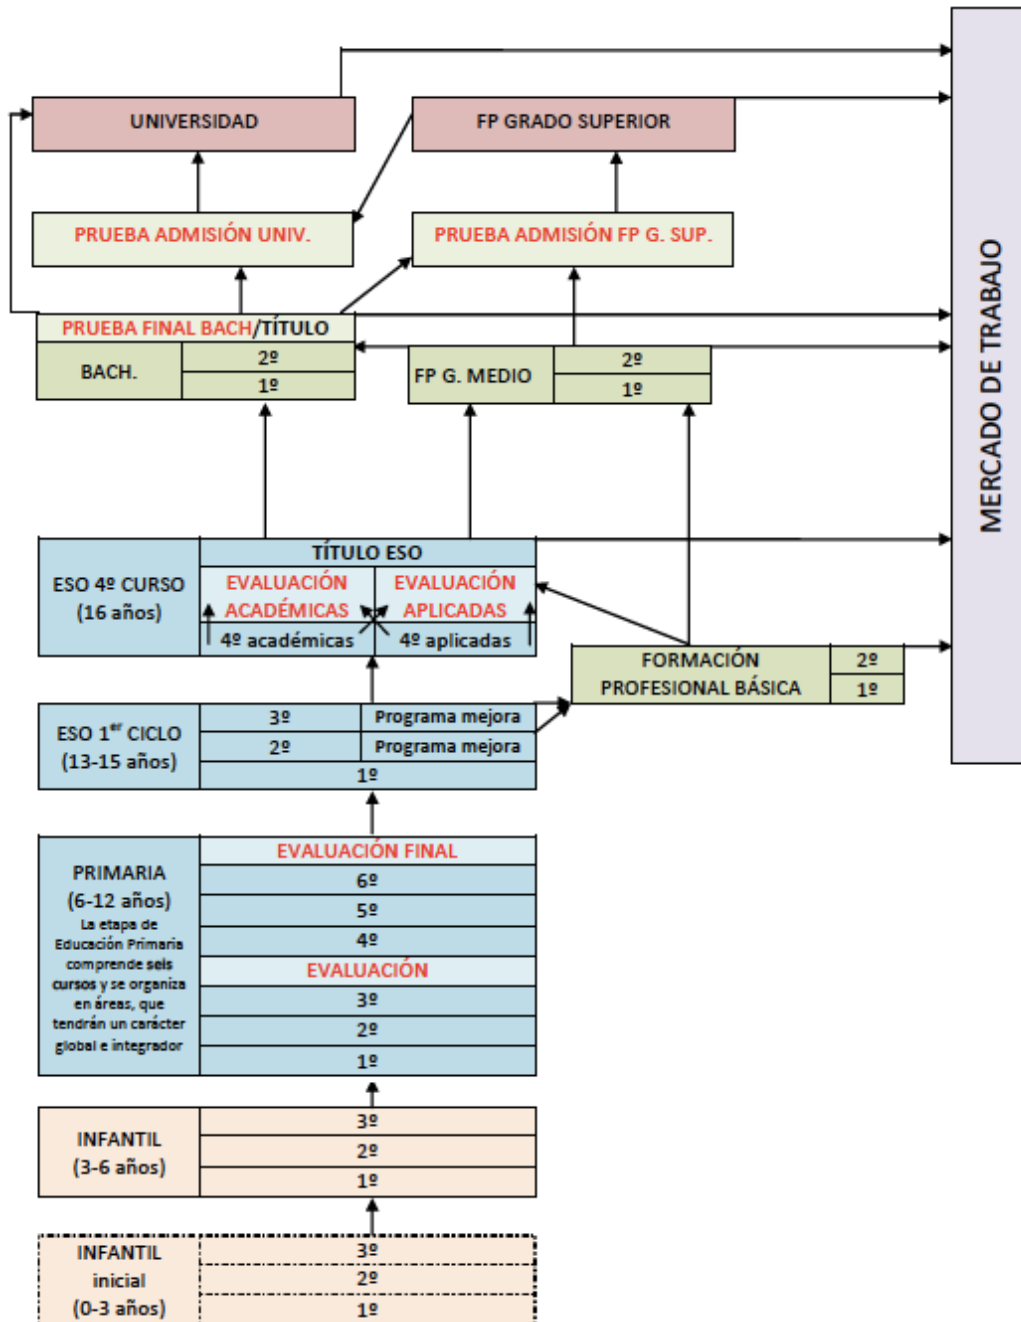 UNIVERSIDAD
FP GRADO SUPERIOR
PRUEBA ADMISIÓN UNIV.
PRUEBA ADMISIÓN FP G. SUP.
PRUEBA FINAL BACH/TÍTULO
BACH.
2º
1º
FP G. MEDIO
2º
1º
MERCADO DE TRABAJO
ESO 4º CURSO
(16 años)
TÍTULO ESO
EVALUACIÓN
ACADÉMICAS
EVALUACIÓN
APLICADAS
4º académicas
4º aplicadas
FORMACIÓN
PROFESIONAL BÁSICA
2º
1º
ESO 1er CICLO
(13-15 años)
3º
Programa mejora
2º
Programa mejora
1º
PRIMARIA
(6-12 años)
La etapa de
Educación Primaria
comprende seis
cursos y se organiza
en áreas, que
tendrán un carácter
global e integrador
EVALUACIÓN FINAL
6º
5º
4º
EVALUACIÓN
3º
2º
1º
INFANTIL
(3-6 años)
3º
2º
1º
INFANTIL
inicial
(0-3 años)
3º
2º
1º